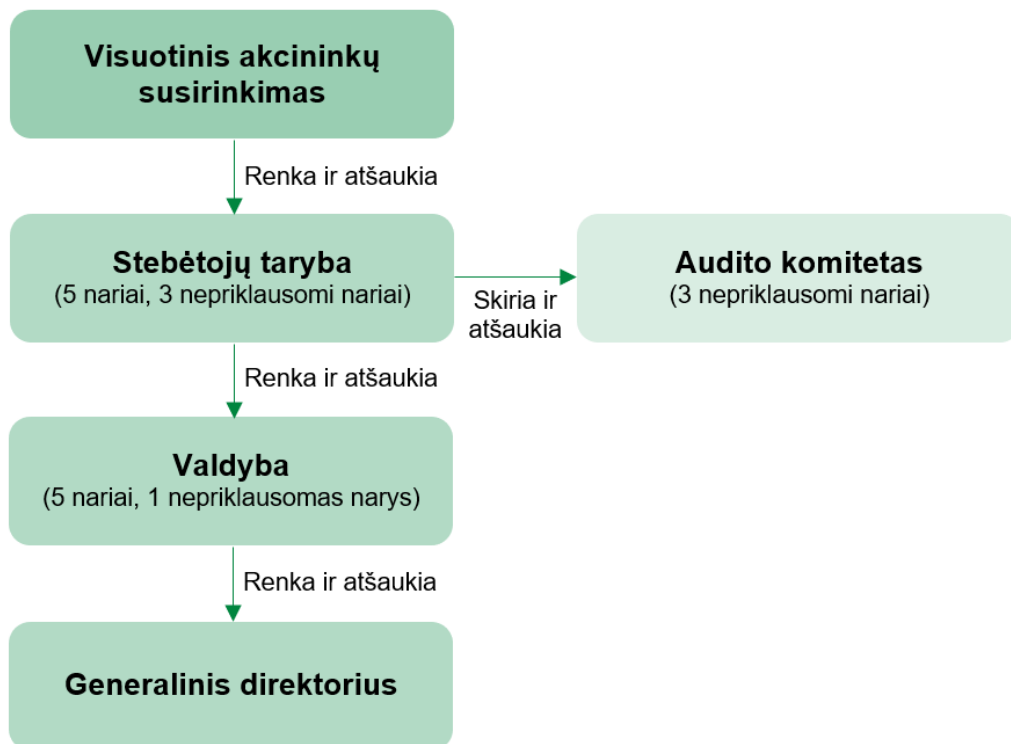 Visuotinis akcininkų
susirinkimas
Renka ir atšaukia
Stebėtojų taryba
(5 nariai, 3 nepriklausomi nariai)
Skiria ir
atšaukia
Audito komitetas
(3 nepriklausomi nariai)
Renka ir atšaukia
Valdyba
(5 nariai, 1 nepriklausomas narys)
Renka ir atšaukia
Generalinis direktorius